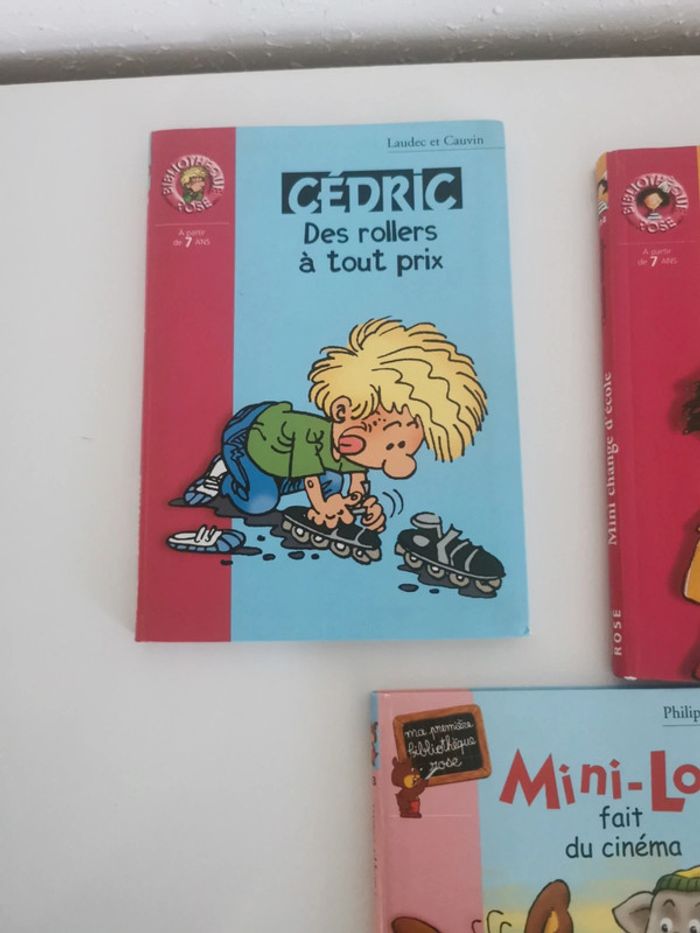 Laudec et Cauvin
BIBLIOTHÈQUE
ROSE
A partir
de 7 ANS
CÉDRIC
Des rollers
à tout prix
BIBLIOTHÈQUE
ROSE
A partir
de 7 ANS
Mini change d'école
ROSE
ma première
bibliothèque
rose
Philip
Mini-Lo
fait
du cinéma